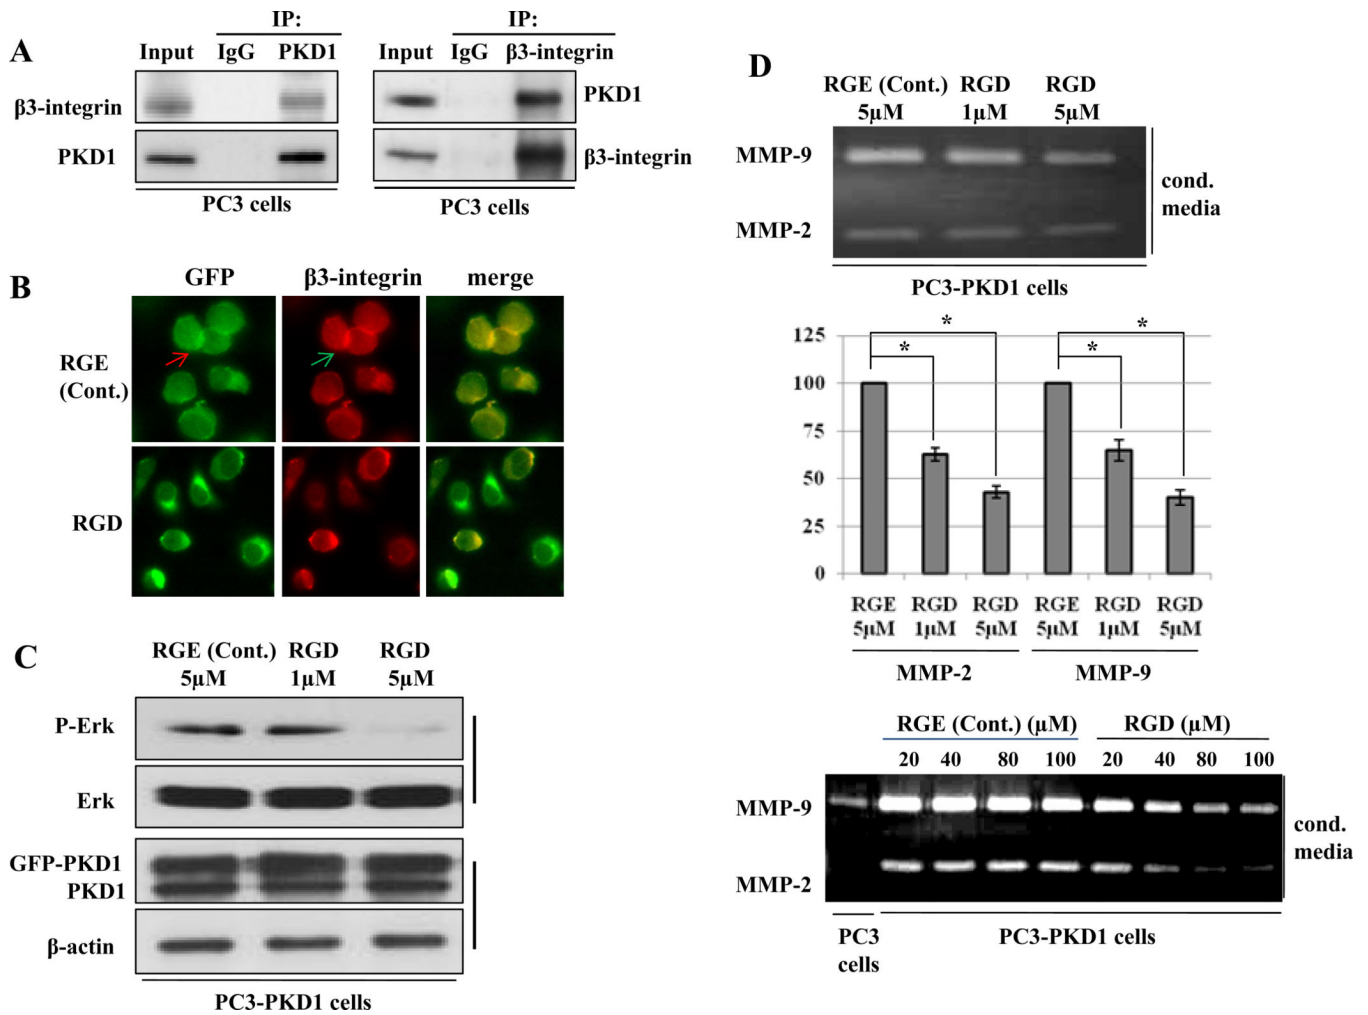 A
IP:
Input IgG PKD1
β3-integrin
PKD1
PC3 cells
IP:
Input IgG β3-integrin
PKD1
β3-integrin
PC3 cells
B
GFP β3-integrin merge
RGE
(Cont.)
RGD
C
RGE (Cont.) RGD RGD
5µM 1µM 5µM
P-Erk
Erk
GFP-PKD1
PKD1
β-actin
PC3-PKD1 cells
D
RGE (Cont.) RGD RGD
5µM 1µM 5µM
MMP-9
MMP-2
cond.
media
PC3-PKD1 cells
125
100
75
50
25
0
* * * *
RGE RGD RGD RGE RGD RGD
5µM 1µM 5µM 5µM 1µM 5µM
MMP-2 MMP-9
RGE (Cont.) (µM) RGD (µM)
20 40 80 100 20 40 80 100
MMP-9
MMP-2
cond.
media
PC3
cells
PC3-PKD1 cells